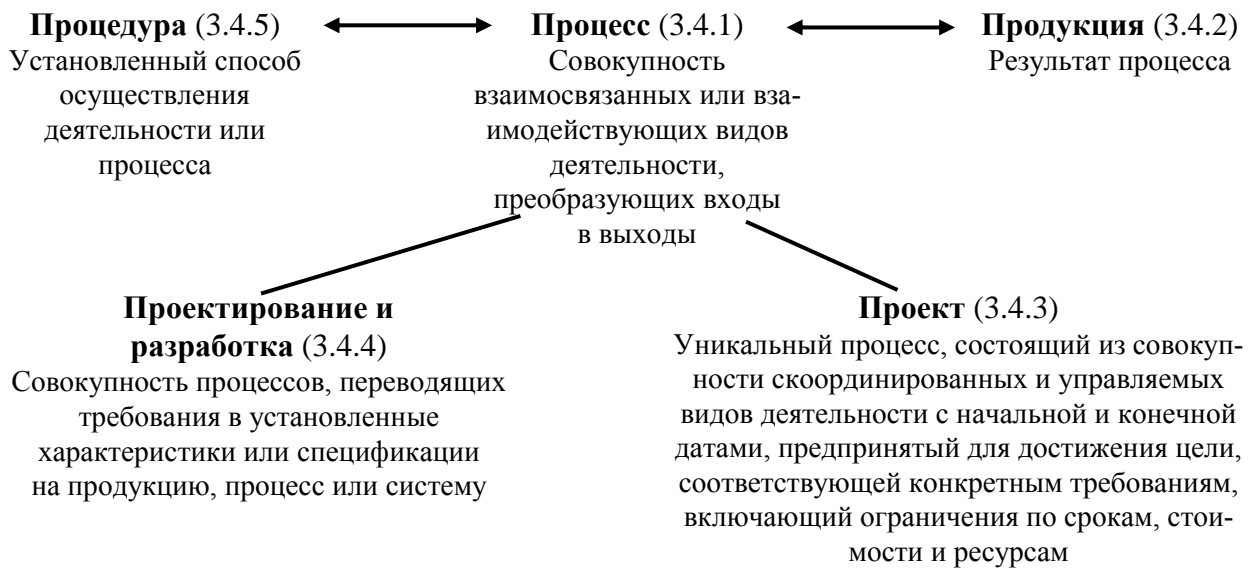 Процедура (3.4.5)
Установленный способ
осуществления
деятельности или
процесса
Процесс (3.4.1)
Совокупность
взаимосвязанных или вза-
имодействующих видов
деятельности,
преобразующих входы
в выходы
Продукция (3.4.2)
Результат процесса
Проектирование и
разработка (3.4.4)
Совокупность процессов, переводящих
требования в установленные
характеристики или спецификации
на продукцию, процесс или систему
Проект (3.4.3)
Уникальный процесс, состоящий из совокуп-
ности скоординированных и управляемых
видов деятельности с начальной и конечной
датами, предпринятый для достижения цели,
соответствующей конкретным требованиям,
включающий ограничения по срокам, стои-
мости и ресурсам